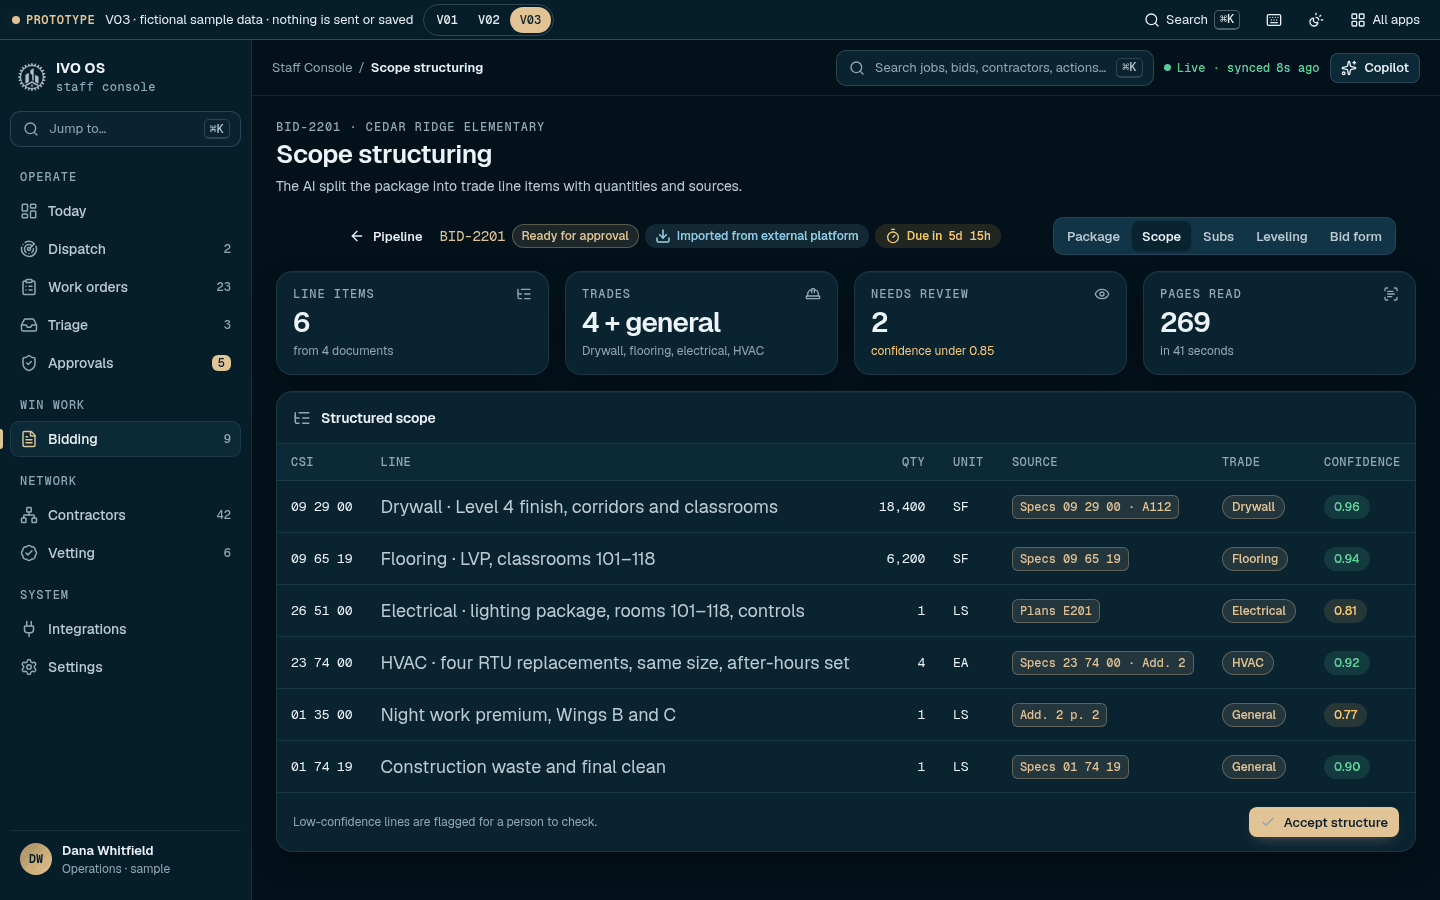 PROTOTYPE V03 · fictional sample data · nothing is sent or saved V01 V02 V03 Search ⌘K All apps
IVO OS
staff console
Staff Console / Scope structuring
Search jobs, bids, contractors, actions… ⌘K
Live · synced 8s ago
Copilot
Jump to… ⌘K
OPERATE
Today
Dispatch 2
Work orders 23
Triage 3
Approvals 5
WIN WORK
Bidding 9
NETWORK
Contractors 42
Vetting 6
SYSTEM
Integrations
Settings
DW
Dana Whitfield
Operations · sample
BID-2201 · CEDAR RIDGE ELEMENTARY
Scope structuring
The AI split the package into trade line items with quantities and sources.
Pipeline BID-2201 Ready for approval Imported from external platform Due in 5d 15h
Package Scope Subs Leveling Bid form
LINE ITEMS
6
from 4 documents
TRADES
4 + general
Drywall, flooring, electrical, HVAC
NEEDS REVIEW
2
confidence under 0.85
PAGES READ
269
in 41 seconds
Structured scope
CSI LINE QTY UNIT SOURCE TRADE CONFIDENCE
09 29 00 Drywall · Level 4 finish, corridors and classrooms 18,400 SF Specs 09 29 00 · A112 Drywall 0.96
09 65 19 Flooring · LVP, classrooms 101–118 6,200 SF Specs 09 65 19 Flooring 0.94
26 51 00 Electrical · lighting package, rooms 101–118, controls 1 LS Plans E201 Electrical 0.81
23 74 00 HVAC · four RTU replacements, same size, after-hours set 4 EA Specs 23 74 00 · Add. 2 HVAC 0.92
01 35 00 Night work premium, Wings B and C 1 LS Add. 2 p. 2 General 0.77
01 74 19 Construction waste and final clean 1 LS Specs 01 74 19 General 0.90
Low-confidence lines are flagged for a person to check.
Accept structure